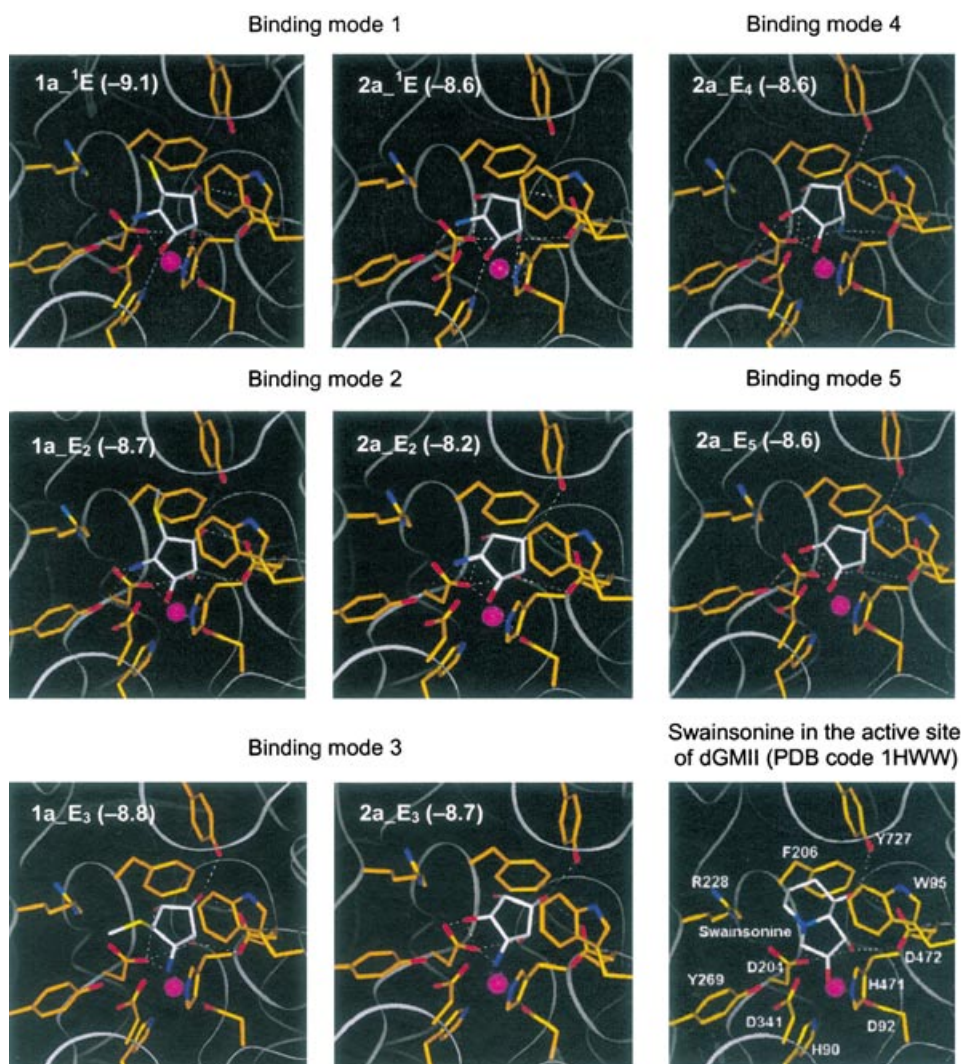 Binding mode 1
Binding mode 4
1a_¹E (–9.1)
2a_¹E (–8.6)
2a_E₄ (–8.6)
Binding mode 2
Binding mode 5
1a_E₂ (–8.7)
2a_E₂ (–8.2)
2a_E₅ (–8.6)
Binding mode 3
Swainsonine in the active site
of dGMII (PDB code 1HWW)
1a_E₃ (–8.8)
2a_E₃ (–8.7)
Y727
F206
R228
W95
Swainsonine
D472
Y269
D204
H471
D341
D92
H90